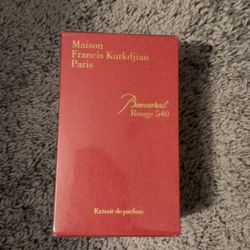 Maison
Francis Kurkdjian
Paris
Baccarat
Rouge 540
Extrait de parfum